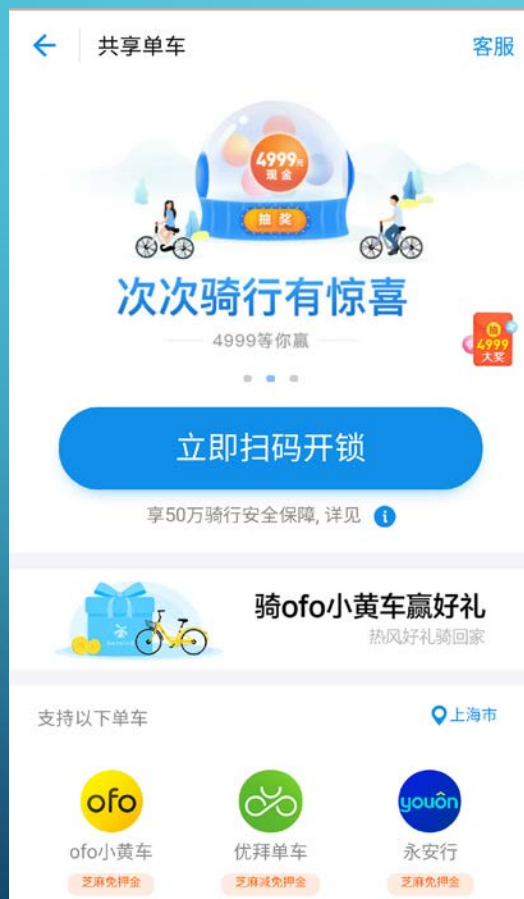 共享单车
客服
4999元
现金
抽奖
次次骑行有惊喜
4999等你赢
抽
4999
大奖
立即扫码开锁
享50万骑行安全保障, 详见
骑ofo小黄车赢好礼
热风好礼骑回家
支持以下单车
上海市
ofo
youon
ofo小黄车
优拜单车
永安行
芝麻免押金
芝麻减免押金
芝麻免押金